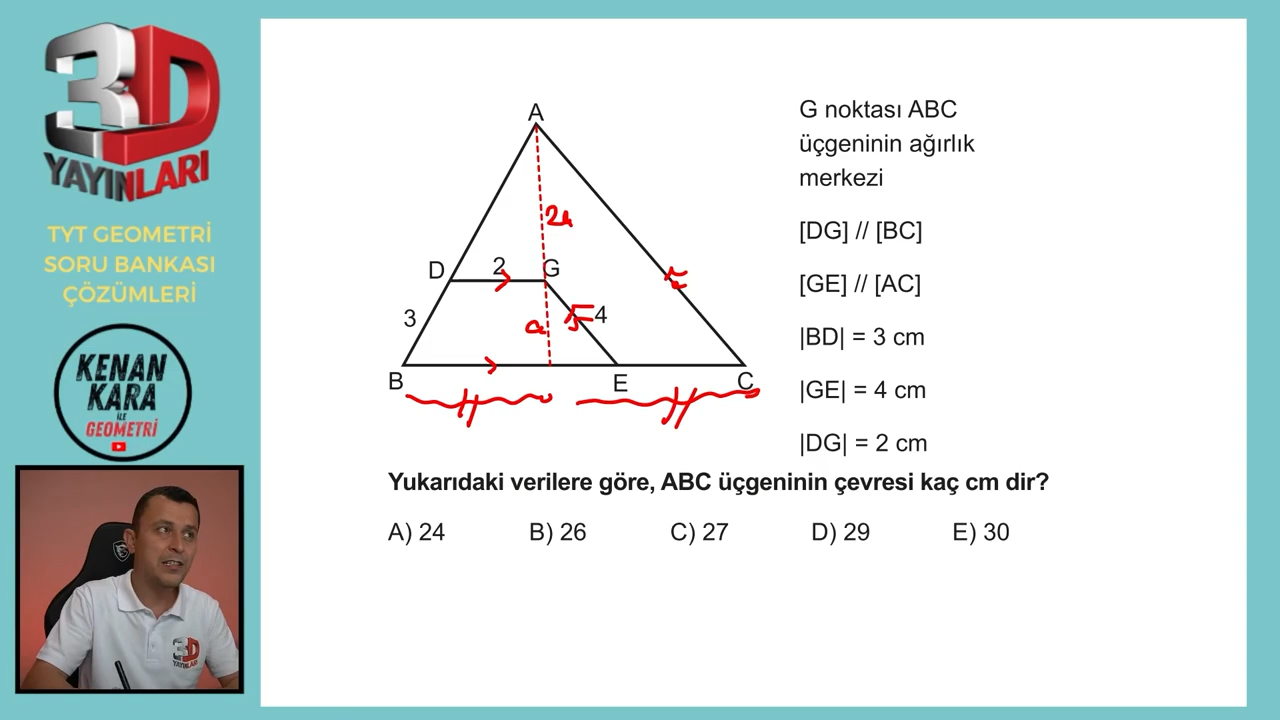 3D
YAYINLARI
TYT GEOMETRİ
SORU BANKASI
ÇÖZÜMLERİ
KENAN
KARA
İLE
GEOMETRİ
3D
YAYINLARI
A
2a
D
2
G
3
a
4
B
E
C
G noktası ABC
üçgeninin ağırlık
merkezi
[DG] // [BC]
[GE] // [AC]
|BD| = 3 cm
|GE| = 4 cm
|DG| = 2 cm
Yukarıdaki verilere göre, ABC üçgeninin çevresi kaç cm dir?
A) 24 B) 26 C) 27 D) 29 E) 30